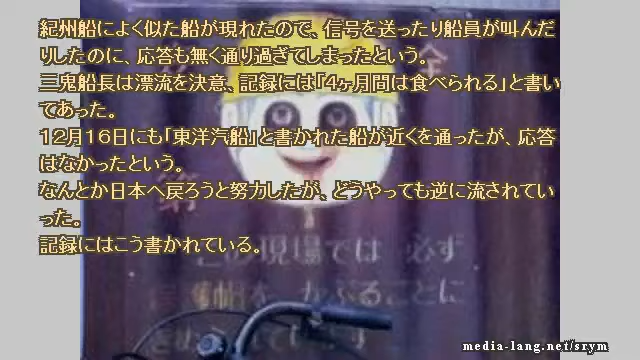 紀州船によく似た船が現れたので、信号を送ったり船員が叫んだ
りしたのに、応答も無く通り過ぎてしまったという。
三鬼船長は漂流を決意、記録には「4ヶ月間は食べられる」と書い
てあった。
12月16日にも「東洋汽船」と書かれた船が近くを通ったが、応答
はなかったという。
なんとか日本へ戻ろうと努力したが、どうやっても逆に流されてい
った。
記録にはこう書かれている。
この現場では 必ず
帽を かぶることに
media-lang.net/srym